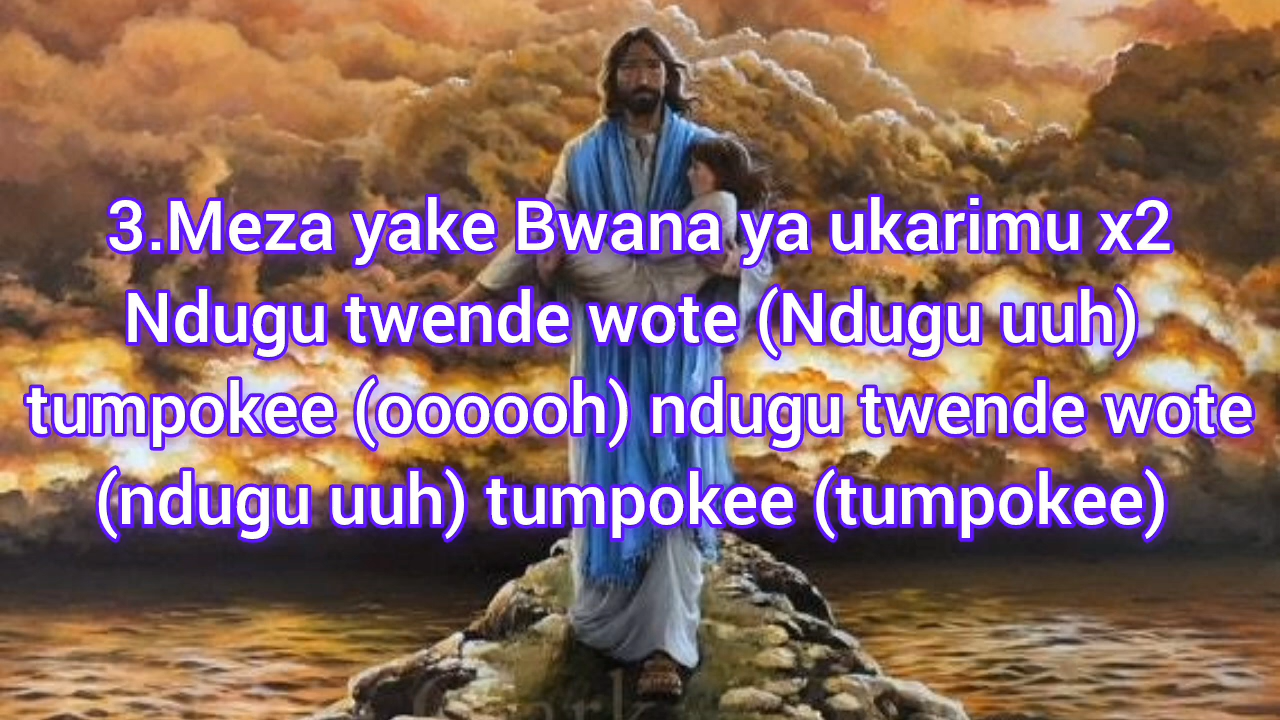 3.Meza yake Bwana ya ukarimu x2
Ndugu twende wote (Ndugu uuh)
tumpokee (oooooh) ndugu twende wote
(ndugu uuh) tumpokee (tumpokee)